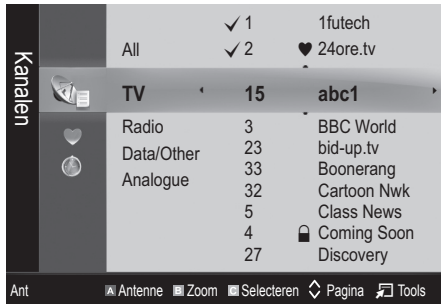 Kanalen
✓ 1 1futech
All ✓ 2 ♥ 24ore.tv
TV 15 abc1
Radio 3 BBC World
Data/Other 23 bid-up.tv
Analogue 33 Boonerang
32 Cartoon Nwk
5 Class News
4 Coming Soon
27 Discovery
Ant A Antenne B Zoom C Selecteren Pagina Tools